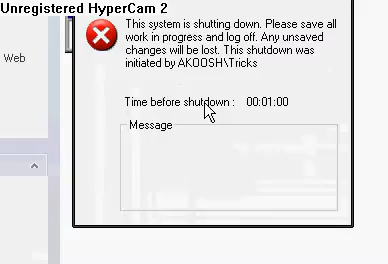 Unregistered HyperCam 2
This system is shutting down. Please save all
work in progress and log off. Any unsaved
changes will be lost. This shutdown was
initiated by AKOOSH\Tricks
Web
Time before shutdown : 00:01:00
Message